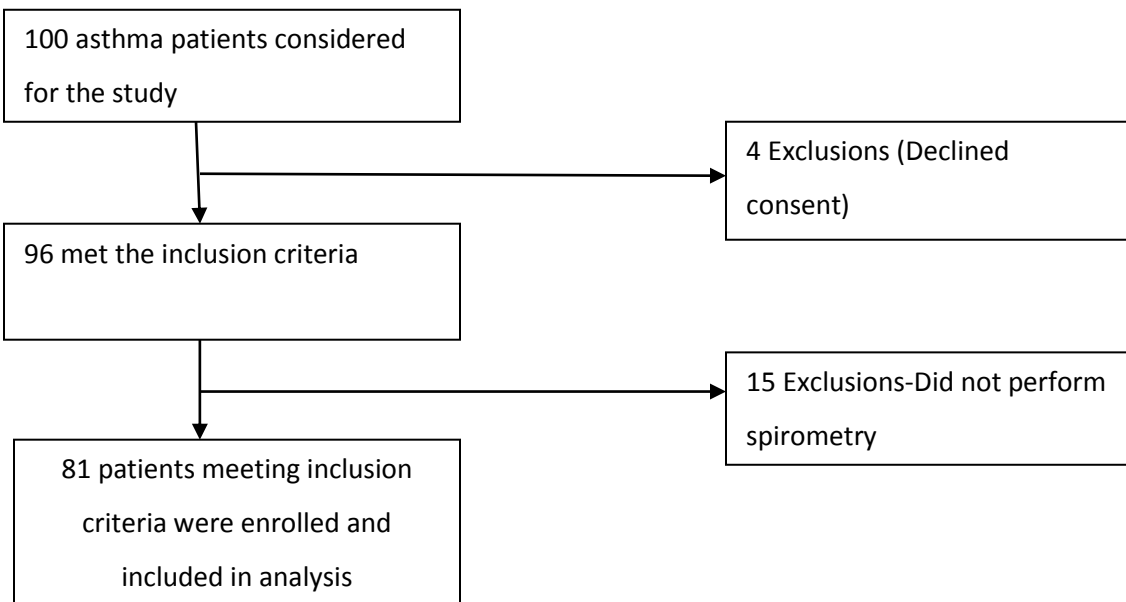 100 asthma patients considered
for the study
4 Exclusions (Declined
consent)
96 met the inclusion criteria
15 Exclusions-Did not perform
spirometry
81 patients meeting inclusion
criteria were enrolled and
included in analysis